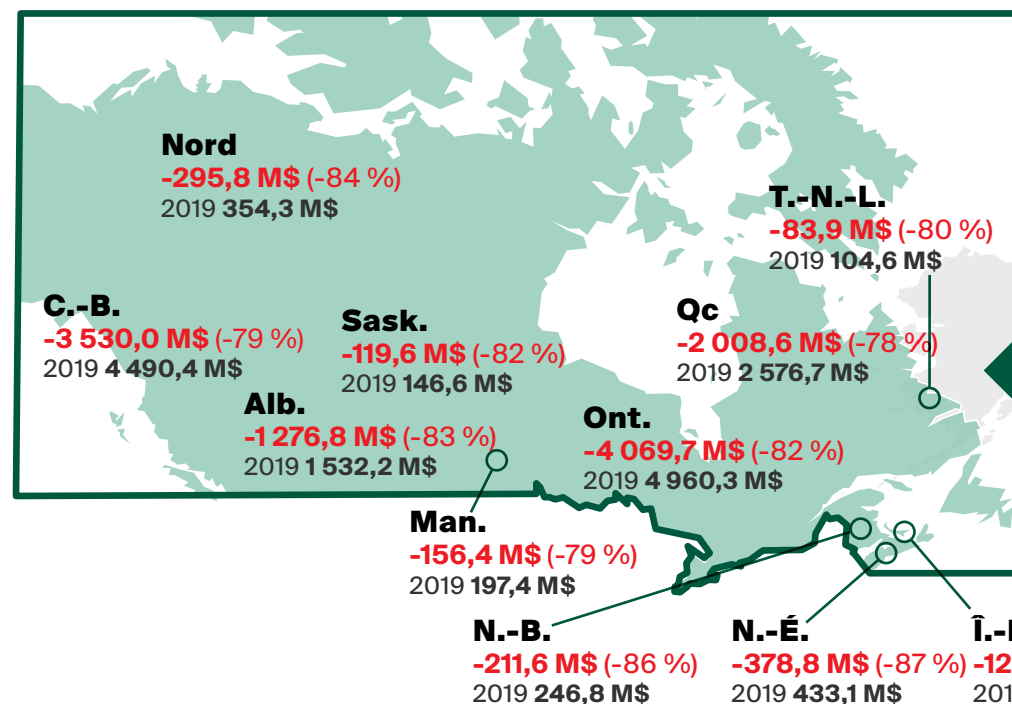 Nord
-295,8 M$ (-84 %)
2019 354,3 M$
T.-N.-L.
-83,9 M$ (-80 %)
2019 104,6 M$
C.-B.
-3 530,0 M$ (-79 %)
2019 4 490,4 M$
Sask.
-119,6 M$ (-82 %)
2019 146,6 M$
Qc
-2 008,6 M$ (-78 %)
2019 2 576,7 M$
Alb.
-1 276,8 M$ (-83 %)
2019 1 532,2 M$
Ont.
-4 069,7 M$ (-82 %)
2019 4 960,3 M$
Man.
-156,4 M$ (-79 %)
2019 197,4 M$
N.-B.
-211,6 M$ (-86 %)
2019 246,8 M$
N.-É.
-378,8 M$ (-87 %)
2019 433,1 M$